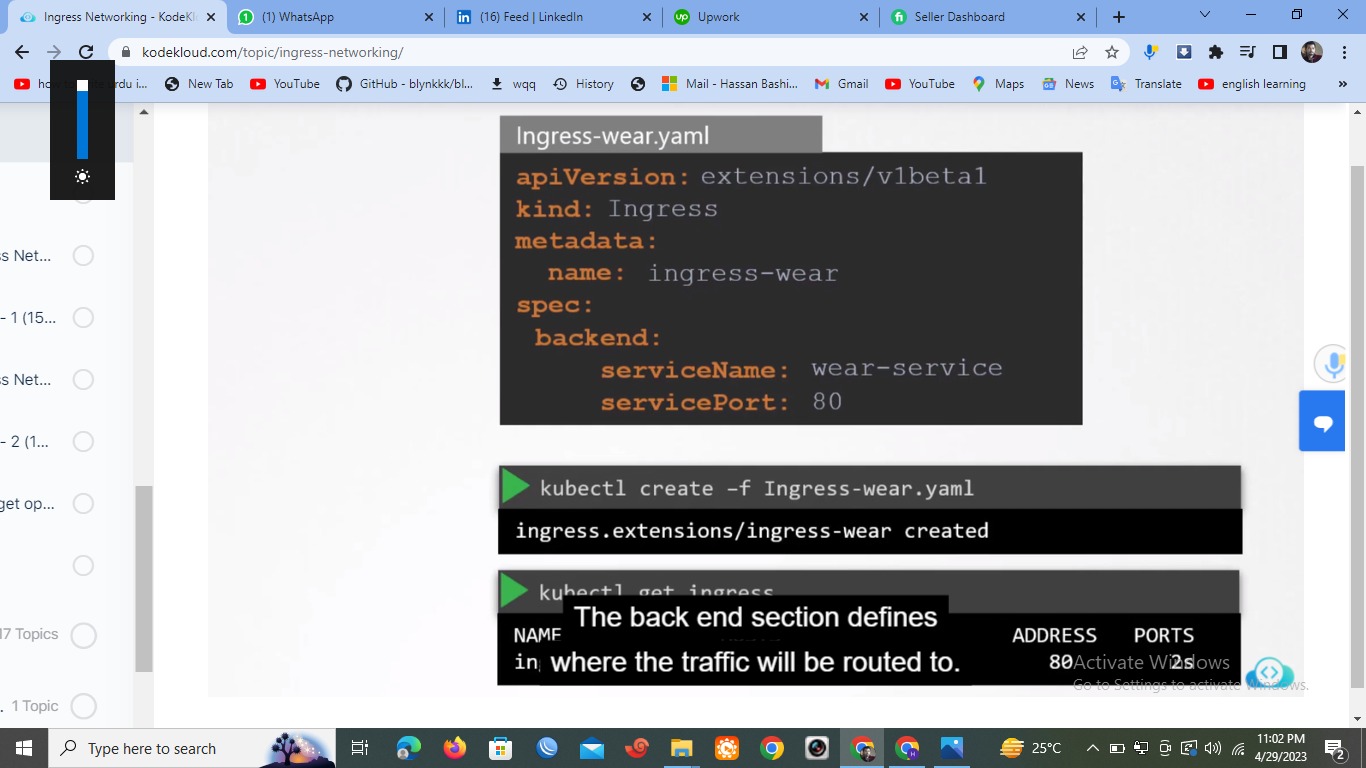 Ingress Networking - KodeKl
(1) WhatsApp
(16) Feed | LinkedIn
Upwork
Seller Dashboard
kodekloud.com/topic/ingress-networking/
urdu i...
New Tab
YouTube
GitHub - blynkkk/bl...
wqq
History
Mail - Hassan Bashi...
Gmail
YouTube
Maps
News
Translate
english learning
Ingress-wear.yaml
apiVersion: extensions/v1beta1
kind: Ingress
metadata:
name: ingress-wear
spec:
backend:
serviceName: wear-service
servicePort: 80
s Net...
- 1 (15...
ss Net...
- 2 (1...
get op...
17 Topics
. 1 Topic
kubectl create –f Ingress-wear.yaml
ingress.extensions/ingress-wear created
kubectl get ingress
NAME ADDRESS PORTS
in 80 2s
The back end section defines
where the traffic will be routed to.
Activate Windows
Go to Settings to activate Windows.
Type here to search
25°C
11:02 PM
4/29/2023
2